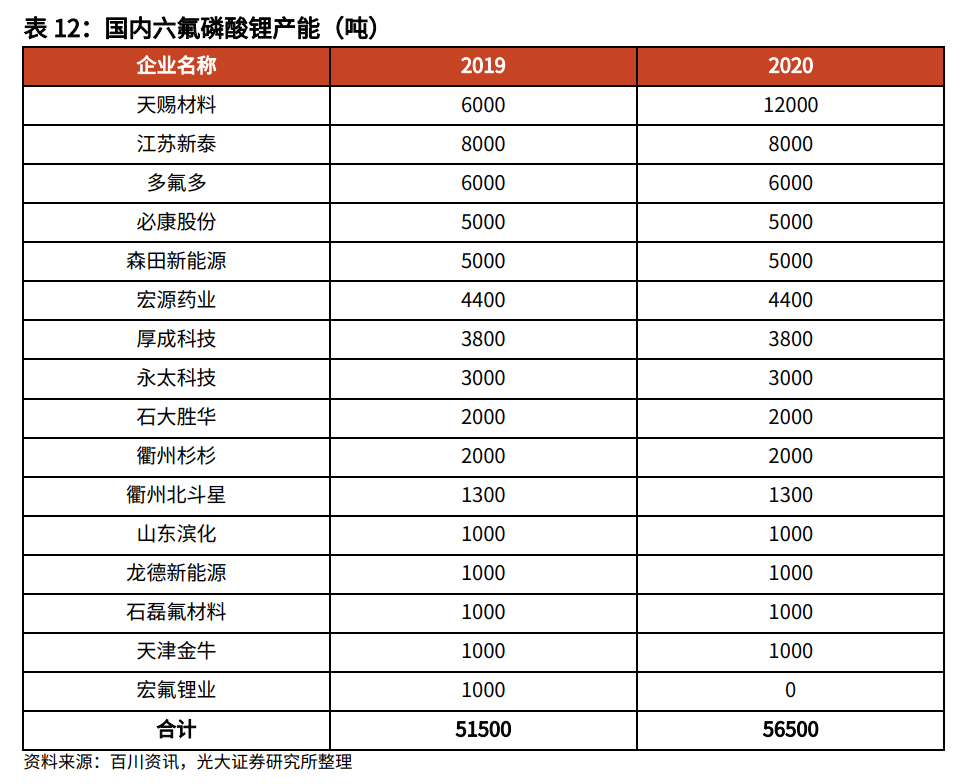 表 12：国内六氟磷酸锂产能（吨）
企业名称 2019 2020
天赐材料 6000 12000
江苏新泰 8000 8000
多氟多 6000 6000
必康股份 5000 5000
森田新能源 5000 5000
宏源药业 4400 4400
厚成科技 3800 3800
永太科技 3000 3000
石大胜华 2000 2000
衢州杉杉 2000 2000
衢州北斗星 1300 1300
山东滨化 1000 1000
龙德新能源 1000 1000
石磊氟材料 1000 1000
天津金牛 1000 1000
宏氟锂业 1000 0
合计 51500 56500
资料来源：百川资讯，光大证券研究所整理